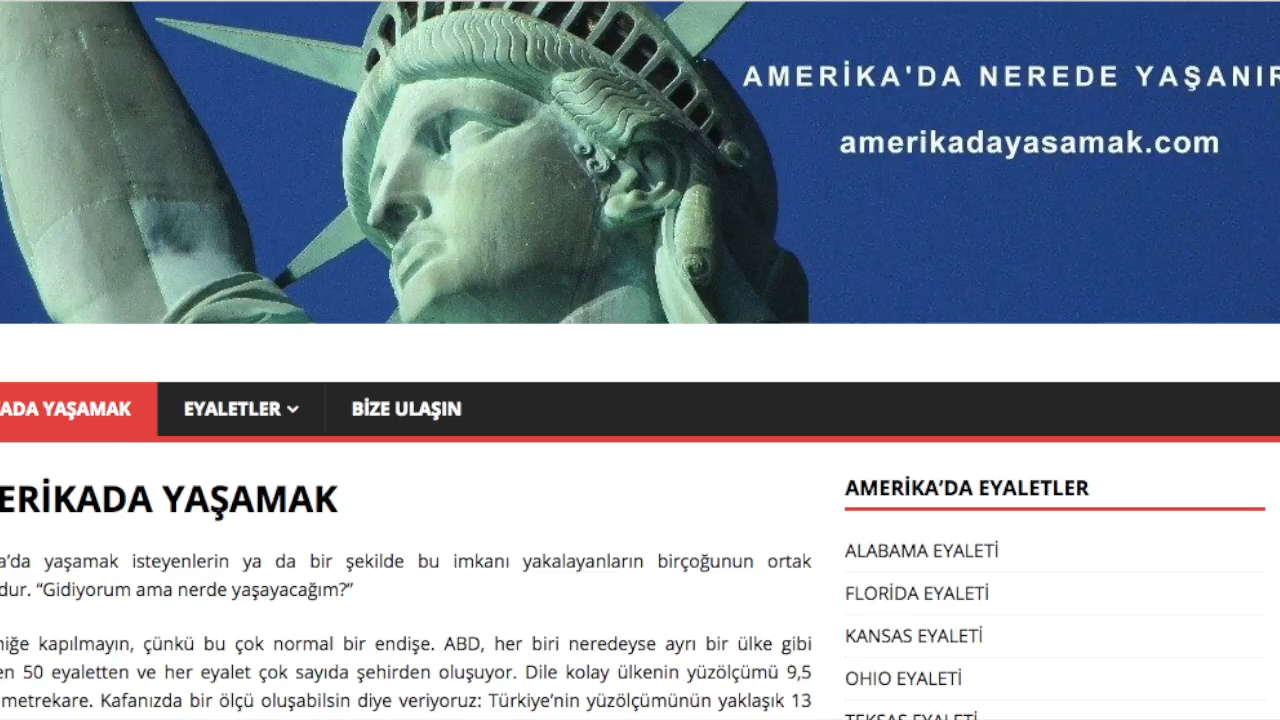 AMERİKA'DA NEREDE YAŞANIR
amerikadayasamak.com
ADA YAŞAMAK EYALETLER BİZE ULAŞIN
ERİKADA YAŞAMAK
a’da yaşamak isteyenlerin ya da bir şekilde bu imkanı yakalayanların birçoğunun ortak
dur. “Gidiyorum ama nerde yaşayacağım?”
niğe kapılmayın, çünkü bu çok normal bir endişe. ABD, her biri neredeyse ayrı bir ülke gibi
en 50 eyaletten ve her eyalet çok sayıda şehirden oluşuyor. Dile kolay ülkenin yüzölçümü 9,5
metrekare. Kafanızda bir ölçü oluşabilsin diye veriyoruz: Türkiye’nin yüzölçümünün yaklaşık 13
AMERİKA’DA EYALETLER
ALABAMA EYALETİ
FLORİDA EYALETİ
KANSAS EYALETİ
OHIO EYALETİ
TEKSAS EYALETİ